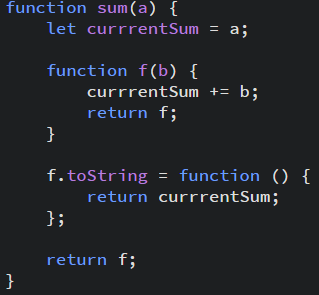 function sum(a) {
    let currrentSum = a;

    function f(b) {
        currrentSum += b;
        return f;
    }

    f.toString = function () {
        return currrentSum;
    };

    return f;
}